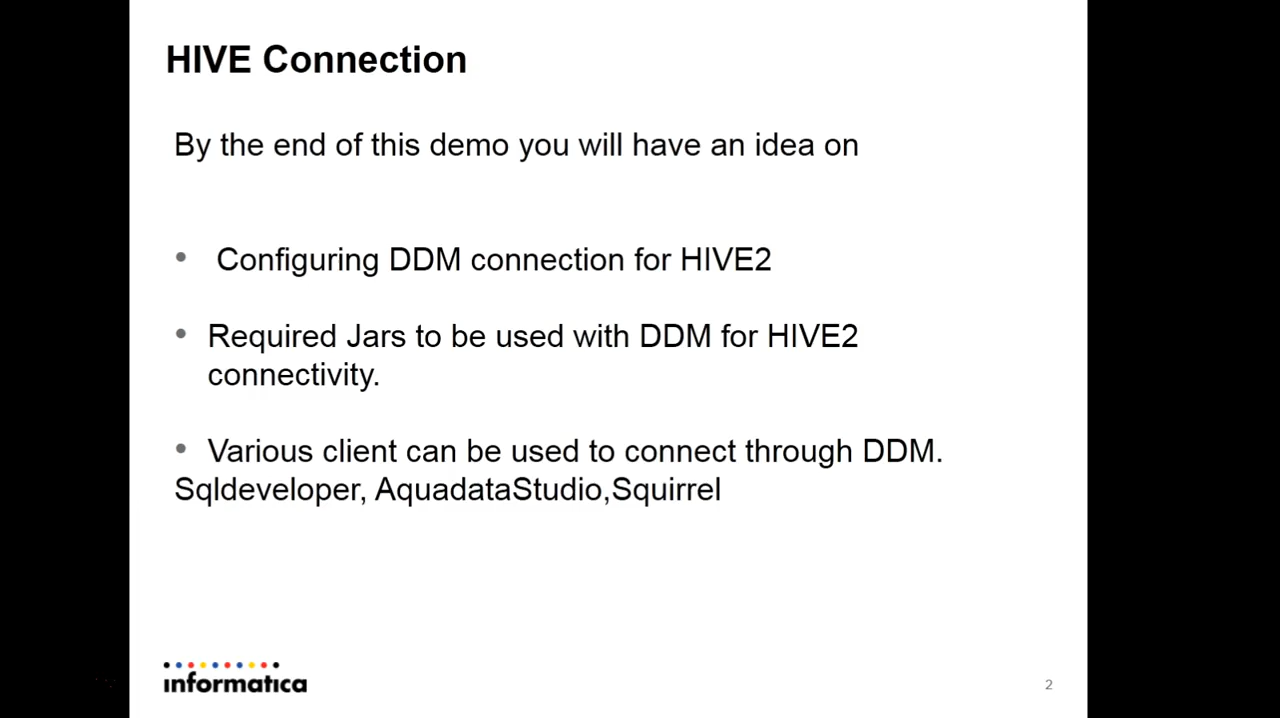 HIVE Connection
By the end of this demo you will have an idea on
• Configuring DDM connection for HIVE2
• Required Jars to be used with DDM for HIVE2
connectivity.
• Various client can be used to connect through DDM.
Sqldeveloper, AquadataStudio,Squirrel
informatica
2